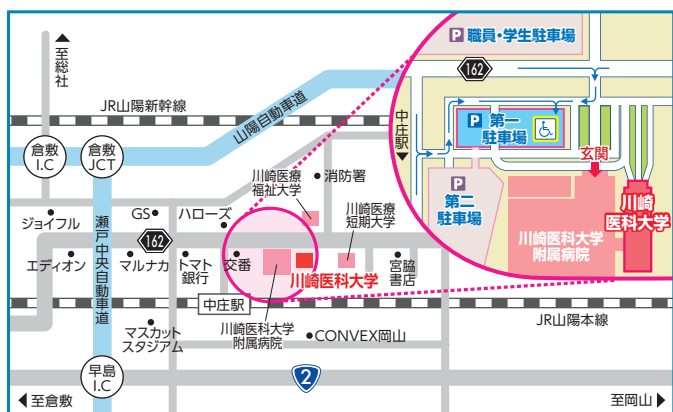 至総社
JR山陽新幹線
山陽自動車道
倉敷
I.C
倉敷
JCT
瀬戸中央自動車道
ジョイフル
GS
ハローズ
川崎医療
福祉大学
消防署
川崎医療
短期大学
162
エディオン
マルナカ
トマト
銀行
交番
川崎医科大学
宮脇
書店
中庄駅
川崎医科大学
附属病院
JR山陽本線
マスカット
スタジアム
CONVEX岡山
早島
I.C
2
至倉敷
至岡山
P 職員・学生駐車場
162
中庄駅
P 第一
駐車場
玄関
P
第二
駐車場
川崎医科大学
附属病院
川崎
医科大学